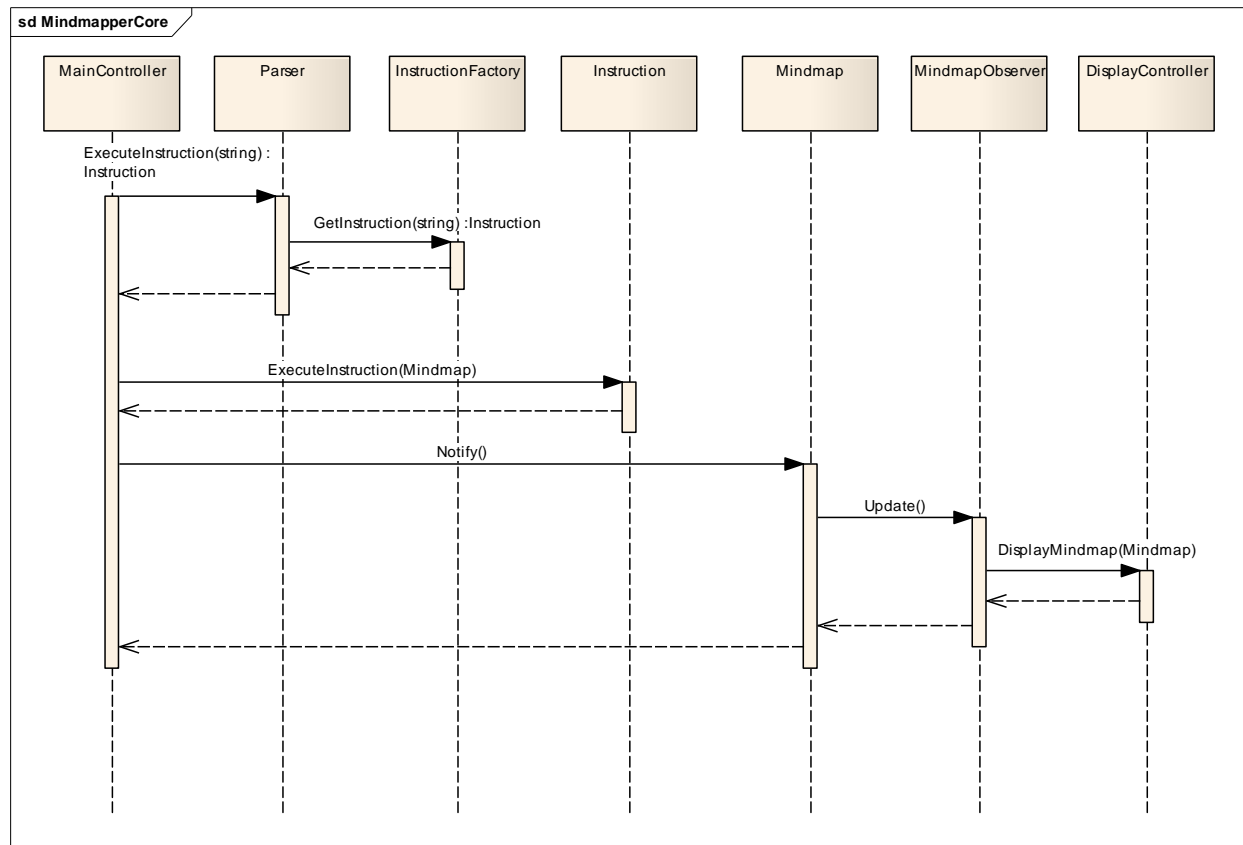 sd MindmapperCore
MainController
Parser
InstructionFactory
Instruction
Mindmap
MindmapObserver
DisplayController
ExecuteInstruction(string) :
Instruction
GetInstruction(string) :Instruction
ExecuteInstruction(Mindmap)
Notify()
Update()
DisplayMindmap(Mindmap)